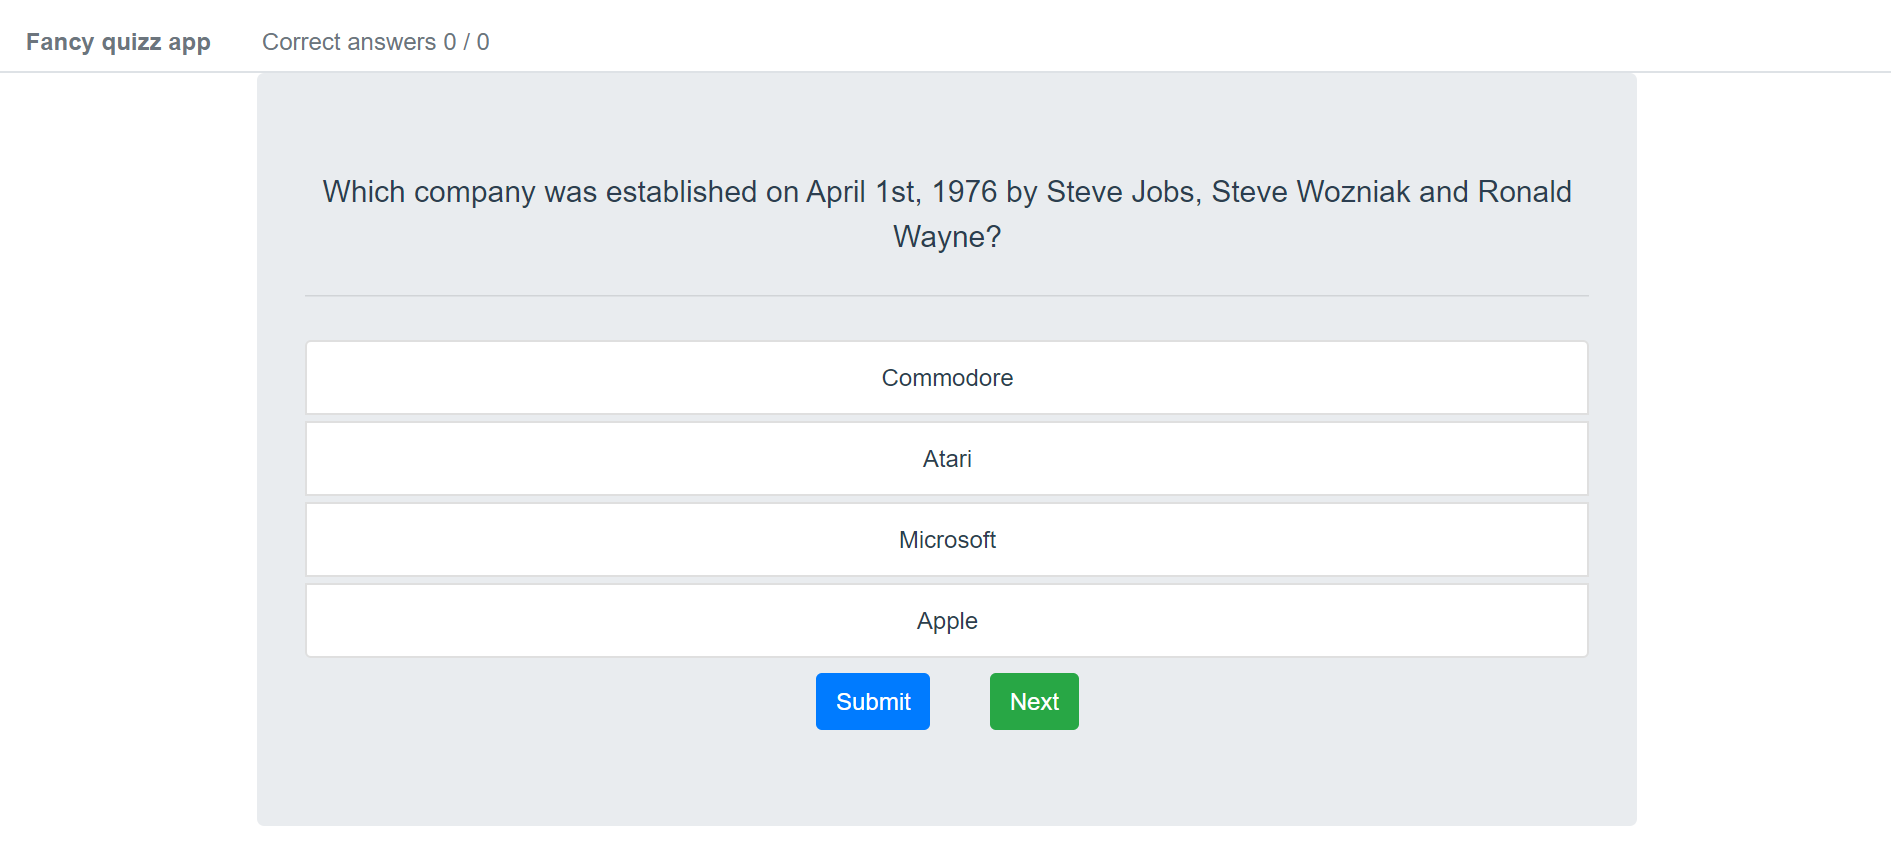 Fancy quizz app Correct answers 0 / 0
Which company was established on April 1st, 1976 by Steve Jobs, Steve Wozniak and Ronald
Wayne?
Commodore
Atari
Microsoft
Apple
Submit Next